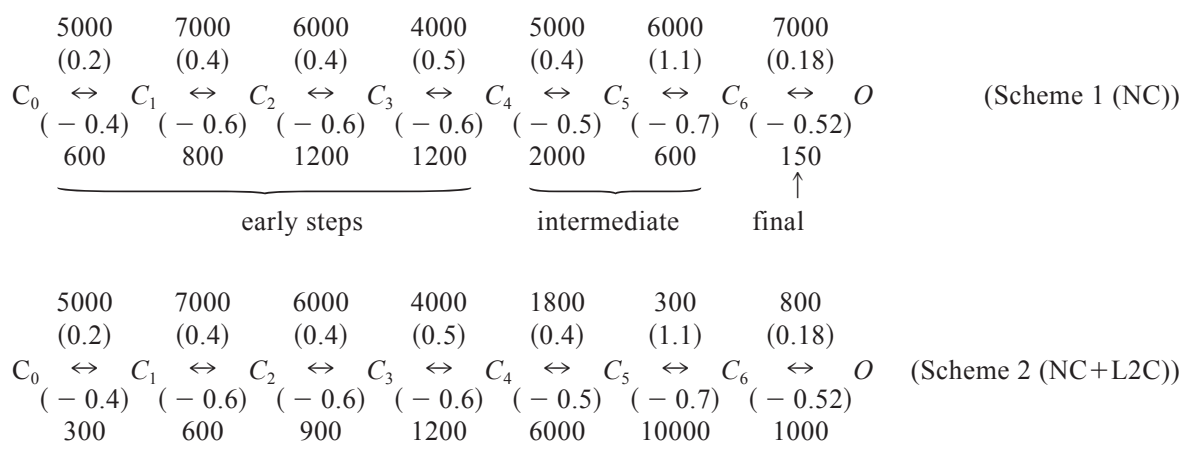 5000 7000 6000 4000 5000 6000 7000
(0.2) (0.4) (0.4) (0.5) (0.4) (1.1) (0.18)
C₀ ↔ C₁ ↔ C₂ ↔ C₃ ↔ C₄ ↔ C₅ ↔ C₆ ↔ O (Scheme 1 (NC))
( − 0.4) ( − 0.6) ( − 0.6) ( − 0.6) ( − 0.5) ( − 0.7) ( − 0.52)
600 800 1200 1200 2000 600 150
↑
early steps intermediate final
5000 7000 6000 4000 1800 300 800
(0.2) (0.4) (0.4) (0.5) (0.4) (1.1) (0.18)
C₀ ↔ C₁ ↔ C₂ ↔ C₃ ↔ C₄ ↔ C₅ ↔ C₆ ↔ O (Scheme 2 (NC+L2C))
( − 0.4) ( − 0.6) ( − 0.6) ( − 0.6) ( − 0.5) ( − 0.7) ( − 0.52)
300 600 900 1200 6000 10000 1000